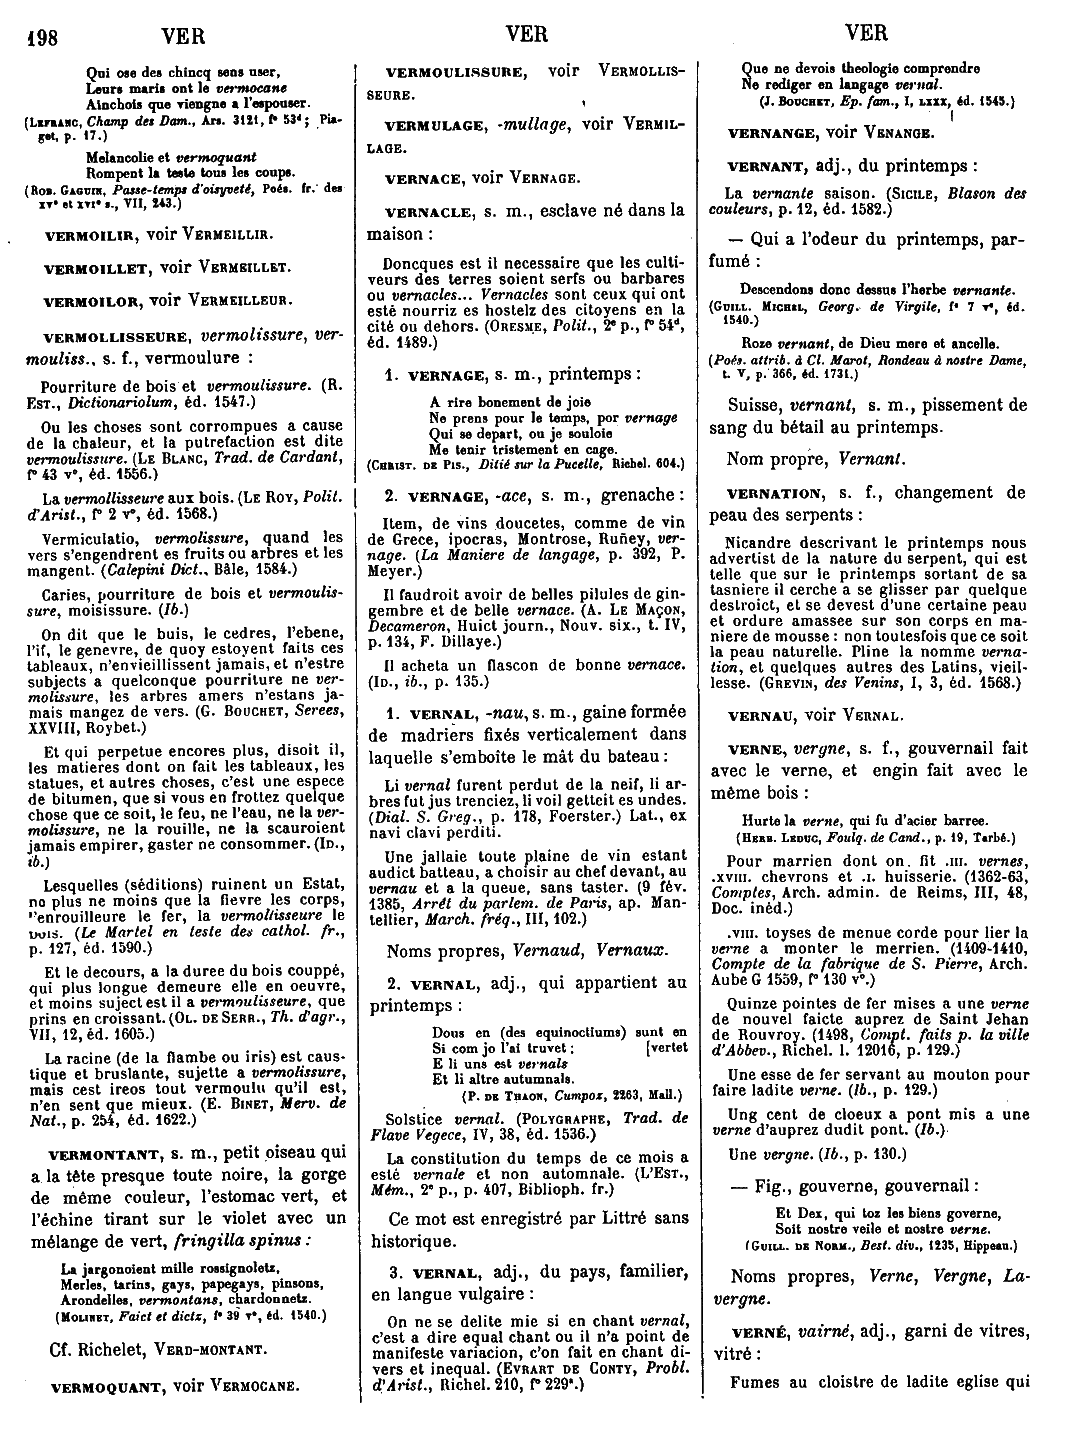 198 VER VER VER
Qui ose des chincq sens user,
Leurs maris ont le vermocane
Ainchois que viengne a l'espouser.
(LEFRANC, Champ des Dam., Ars. 3121, f° 53ᵈ; Pia-
get, p. 17.)
Melancolie et vermoquant
Rompent la teste tous les coups.
(ROB. GAGUIN, Passe-temps d'oisyveté, Poés. fr. des
XVᵉ et XVIᵉ s., VII, 243.)
VERMOILIR, voir VERMEILLIR.
VERMOILLET, voir VERMEILLET.
VERMOILOR, voir VERMEILLEUR.
VERMOLLISSEURE, vermolissure, ver-
mouliss., s. f., vermoulure :
Pourriture de bois et vermoulissure. (R.
EST., Dictionariolum, éd. 1547.)
Ou les choses sont corrompues a cause
de la chaleur, et la putrefaction est dite
vermoulissure. (LE BLANC, Trad. de Cardant,
f° 43 v°, éd. 1556.)
La vermollisseure aux bois. (LE ROY, Polit.
d'Arist., f° 2 v°, éd. 1568.)
Vermiculatio, vermolissure, quand les
vers s'engendrent es fruits ou arbres et les
mangent. (Calepini Dict., Bâle, 1584.)
Caries, pourriture de bois et vermoulis-
sure, moisissure. (Ib.)
On dit que le buis, le cedres, l'ebene,
l'if, le genevre, de quoy estoyent faits ces
tableaux, n'envieillissent jamais, et n'estre
subjects a quelconque pourriture ne ver-
molissure, les arbres amers n'estans ja-
mais mangez de vers. (G. BOUCHET, Serees,
XXVIII, Roybet.)
Et qui perpetue encores plus, disoit il,
les matieres dont on fait les tableaux, les
statues, et autres choses, c'est une espece
de bitumen, que si vous en frottez quelque
chose que ce soit, le feu, ne l'eau, ne la ver-
molissure, ne la rouille, ne la scauroient
jamais empirer, gaster ne consommer. (ID.,
ib.)
Lesquelles (séditions) ruinent un Estat,
no plus ne moins que la fievre les corps,
l'enrouilleure le fer, la vermollisseure le
bois. (Le Martel en teste des cathol. fr.,
p. 127, éd. 1590.)
Et le decours, a la duree du bois couppé,
qui plus longue demeure elle en oeuvre,
et moins sujet est il a vermoulisseure, que
prins en croissant. (OL. DE SERR., Th. d'agr.,
VII, 12, éd. 1605.)
La racine (de la flambe ou iris) est caus-
tique et bruslante, sujette a vermolissure,
mais cest ireos tout vermoulu qu'il est,
n'en sent que mieux. (E. BINET, Merv. de
Nat., p. 254, éd. 1622.)
VERMONTANT, s. m., petit oiseau qui
a la tête presque toute noire, la gorge
de même couleur, l'estomac vert, et
l'échine tirant sur le violet avec un
mélange de vert, fringilla spinus :
La jargonoient mille rossignoletz,
Merles, tarins, gays, papegays, pinsons,
Arondelles, vermontans, chardonnetz.
(MOLINET, Faict et dictz, f° 39 v°, éd. 1540.)
Cf. Richelet, VERD-MONTANT.
VERMOQUANT, voir VERMOCANE.
VERMOULISSURE, voir VERMOLLIS-
SEURE.
VERMULAGE, -mullage, voir VERMIL-
LAGE.
VERNACE, voir VERNAGE.
VERNACLE, s. m., esclave né dans la
maison :
Doncques est il necessaire que les culti-
veurs des terres soient serfs ou barbares
ou vernacles... Vernacles sont ceux qui ont
esté nourriz es hostelz des citoyens en la
cité ou dehors. (ORESME, Polit., 2ᵉ p., f° 54ᵈ,
éd. 1489.)
1. VERNAGE, s. m., printemps :
A rire bonement de joie
Ne prens pour le temps, por vernage
Qui se depart, ou je souloie
Me tenir tristement en cage.
(CHRIST. DE PIS., Ditié sur la Pucelle, Richel. 604.)
2. VERNAGE, -ace, s. m., grenache :
Item, de vins doucetes, comme de vin
de Grece, ipocras, Montrose, Ruñey, ver-
nage. (La Maniere de langage, p. 392, P.
Meyer.)
Il faudroit avoir de belles pilules de gin-
gembre et de belle vernace. (A. LE MAÇON,
Decameron, Huict journ., Nouv. six., t. IV,
p. 134, F. Dillaye.)
Il acheta un flascon de bonne vernace.
(ID., ib., p. 135.)
1. VERNAL, -nau, s. m., gaine formée
de madriers fixés verticalement dans
laquelle s'emboîte le mât du bateau :
Li vernal furent perdut de la neif, li ar-
bres fut jus trenciez, li voil getteit es undes.
(Dial. S. Greg., p. 178, Foerster.) Lat., ex
navi clavi perditi.
Une jallaie toute plaine de vin estant
audict batteau, a choisir au chef devant, au
vernau et a la queue, sans taster. (9 fév.
1385, Arrêt du parlem. de Paris, ap. Man-
tellier, March. fréq., III, 102.)
Noms propres, Vernaud, Vernaux.
2. VERNAL, adj., qui appartient au
printemps :
Dous en (des equinoctiums) sunt en
Si com jo l'ai truvet ; [vertet
E li uns est vernals
Et li altre autumnals.
(P. DE THAON, Cumpoz, 2263, Mall.)
Solstice vernal. (POLYGRAPHE, Trad. de
Flave Vegece, IV, 38, éd. 1536.)
La constitution du temps de ce mois a
esté vernale et non automnale. (L'EST.,
Mém., 2ᵉ p., p. 407, Biblioph. fr.)
Ce mot est enregistré par Littré sans
historique.
3. VERNAL, adj., du pays, familier,
en langue vulgaire :
On ne se delite mie si en chant vernal,
c'est a dire equal chant ou il n'a point de
manifeste variacion, c'on fait en chant di-
vers et inequal. (EVRART DE CONTY, Probl.
d'Arist., Richel. 210, f° 229ᵃ.)
Que ne devois theologie comprendre
Ne rediger en langage vernal.
(J. BOUCHET, Ep. fam., I, LXXX, éd. 1545.)
VERNANGE, voir VENANGE.
VERNANT, adj., du printemps :
La vernante saison. (SICILE, Blason des
couleurs, p. 12, éd. 1582.)
— Qui a l'odeur du printemps, par-
fumé :
Descendons donc dessus l'herbe vernante.
(GUILL. MICHEL, Georg. de Virgile, f° 7 v°, éd.
1540.)
Roze vernant, de Dieu mere et ancelle.
(Poés. attrib. à Cl. Marot, Rondeau à nostre Dame,
t. V, p. 366, éd. 1731.)
Suisse, vernant, s. m., pissement de
sang du bétail au printemps.
Nom propre, Vernant.
VERNATION, s. f., changement de
peau des serpents :
Nicandre descrivant le printemps nous
advertist de la nature du serpent, qui est
telle que sur le printemps sortant de sa
tasniere il cerche a se glisser par quelque
destroict, et se devest d'une certaine peau
et ordure amassee sur son corps en ma-
niere de mousse : non toutesfois que ce soit
la peau naturelle. Pline la nomme verna-
tion, et quelques autres des Latins, vieil-
lesse. (GREVIN, des Venins, I, 3, éd. 1568.)
VERNAU, voir VERNAL.
VERNE, vergne, s. f., gouvernail fait
avec le verne, et engin fait avec le
même bois :
Hurte la verne, qui fu d'acier barree.
(HERB. LEDUC, Foulq. de Cand., p. 19, Tarbé.)
Pour marrien dont on fit .III. vernes,
.XVIII. chevrons et .I. huisserie. (1362-63,
Comptes, Arch. admin. de Reims, III, 48,
Doc. inéd.)
.VIII. toyses de menue corde pour lier la
verne a monter le merrien. (1409-1410,
Compte de la fabrique de S. Pierre, Arch.
Aube G 1559, f° 130 v°.)
Quinze pointes de fer mises a une verne
de nouvel faicte auprez de Saint Jehan
de Rouvroy. (1498, Compt. faits p. la ville
d'Abbev., Richel. l. 12016, p. 129.)
Une esse de fer servant au mouton pour
faire ladite verne. (Ib., p. 129.)
Ung cent de cloeux a pont mis a une
verne d'auprez dudit pont. (Ib.)
Une vergne. (Ib., p. 130.)
— Fig., gouverne, gouvernail :
Et Dex, qui toz les biens governe,
Soit nostre veile et nostre verne.
(GUILL. DE NORM., Best. div., 1235, Hippeau.)
Noms propres, Verne, Vergne, La-
vergne.
VERNÉ, vairné, adj., garni de vitres,
vitré :
Fumes au cloistre de ladite eglise qui